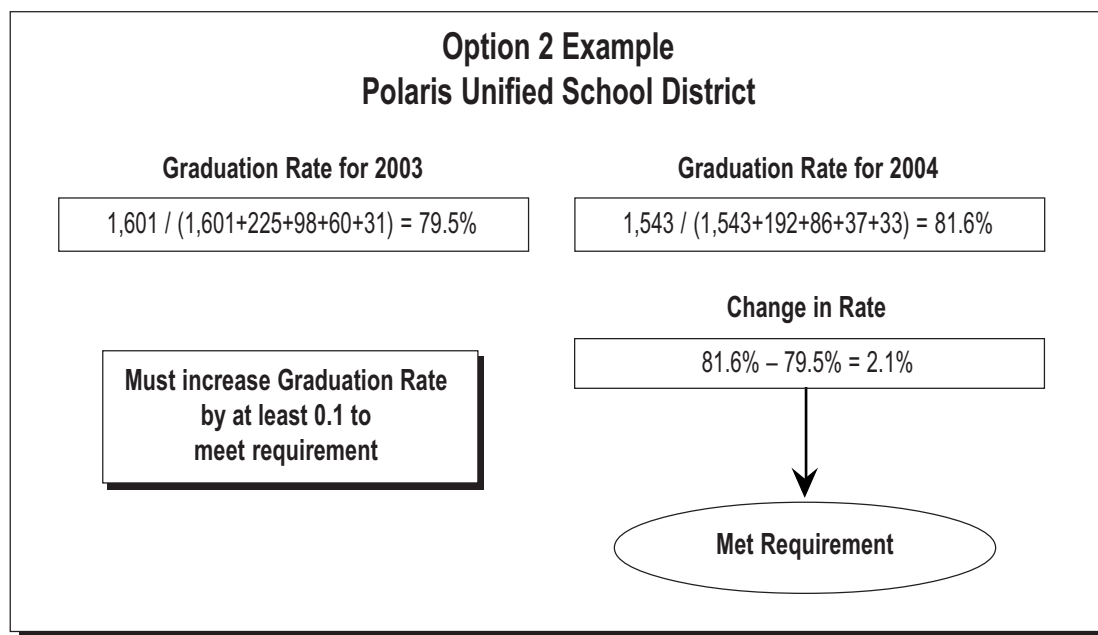 Option 2 Example
Polaris Unified School District
Graduation Rate for 2003
1,601 / (1,601+225+98+60+31) = 79.5%
Graduation Rate for 2004
1,543 / (1,543+192+86+37+33) = 81.6%
Change in Rate
81.6% – 79.5% = 2.1%
Must increase Graduation Rate
by at least 0.1 to
meet requirement
Met Requirement